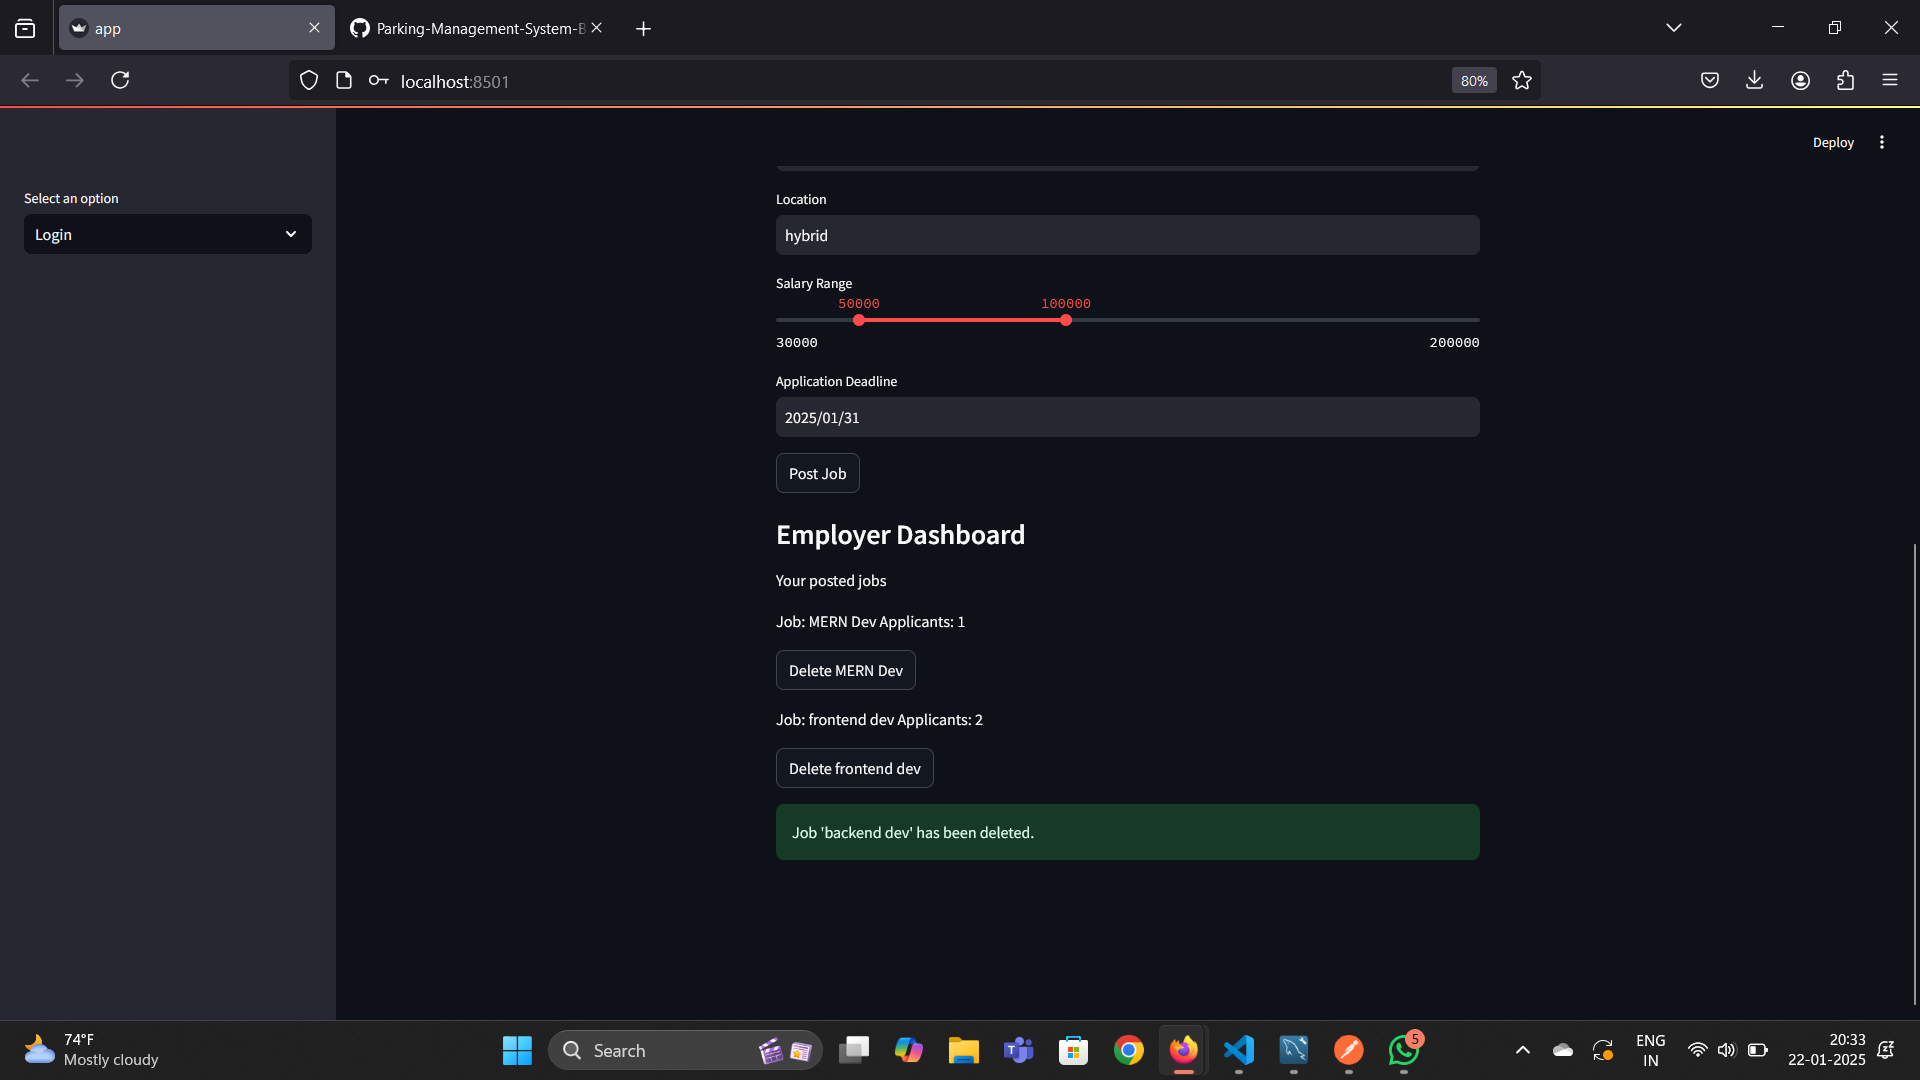 app
Parking-Management-System-B
localhost:8501
80%
Deploy
Select an option
Login
Location
hybrid
Salary Range
50000
100000
30000
200000
Application Deadline
2025/01/31
Post Job
Employer Dashboard
Your posted jobs
Job: MERN Dev Applicants: 1
Delete MERN Dev
Job: frontend dev Applicants: 2
Delete frontend dev
Job 'backend dev' has been deleted.
74°F
Mostly cloudy
Search
5
ENG
IN
20:33
22-01-2025